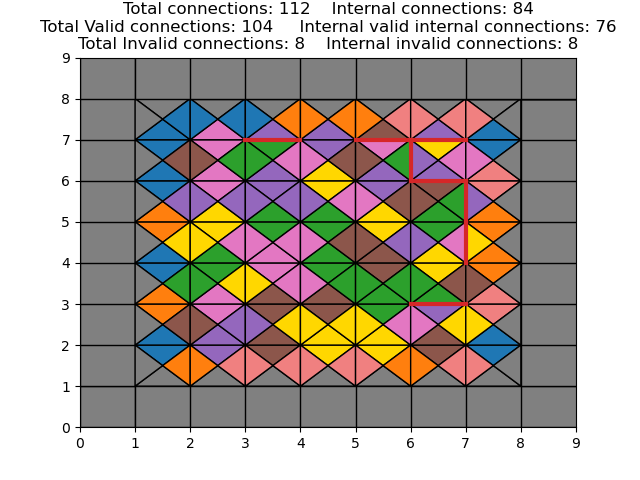 Total connections: 112    Internal connections: 84
Total Valid connections: 104     Internal valid internal connections: 76
Total Invalid connections: 8    Internal invalid connections: 8
9
8
7
6
5
4
3
2
1
0
0 1 2 3 4 5 6 7 8 9